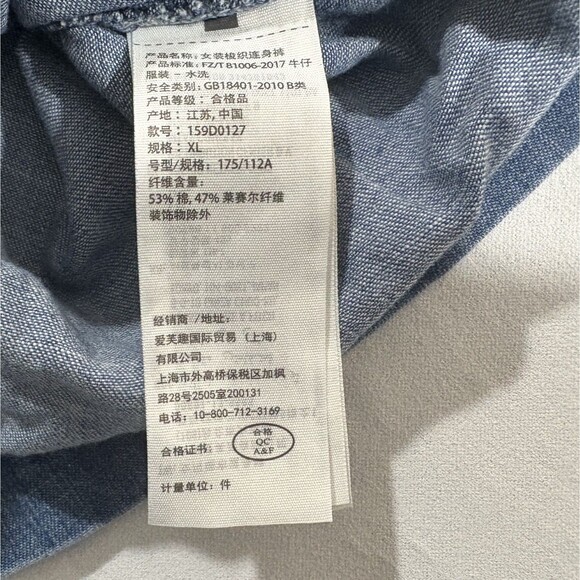 产品名称: 女装梭织连身裤
产品标准: FZ/T 81006-2017 牛仔
服装 - 水洗
安全类别: GB18401-2010 B类
产品等级: 合格品
产地: 江苏, 中国
款号: 159D0127
规格: XL
号型/规格: 175/112A
纤维含量:
53% 棉, 47% 莱赛尔纤维
装饰物除外
经销商 /地址:
爱芙趣国际贸易 (上海)
有限公司
上海市外高桥保税区加枫
路28号2505室200131
电话: 10-800-712-3169
合格证书:
合格
QC
A&F
计量单位: 件